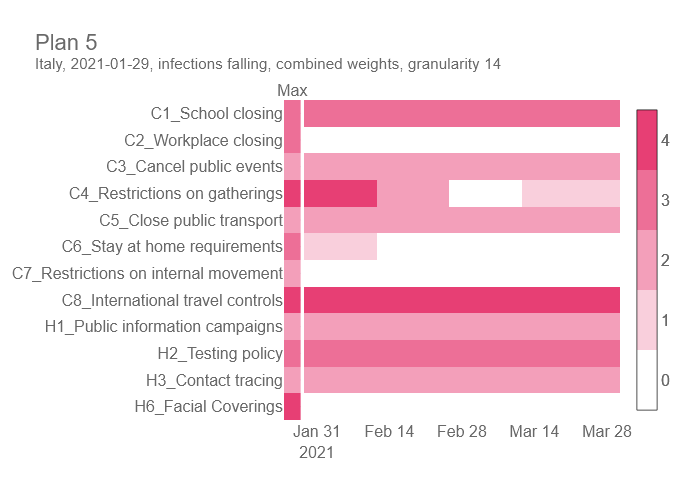 Plan 5
Italy, 2021-01-29, infections falling, combined weights, granularity 14
Max
C1_School closing
C2_Workplace closing
C3_Cancel public events
C4_Restrictions on gatherings
C5_Close public transport
C6_Stay at home requirements
C7_Restrictions on internal movement
C8_International travel controls
H1_Public information campaigns
H2_Testing policy
H3_Contact tracing
H6_Facial Coverings
Jan 31 Feb 14 Feb 28 Mar 14 Mar 28
2021
4
3
2
1
0